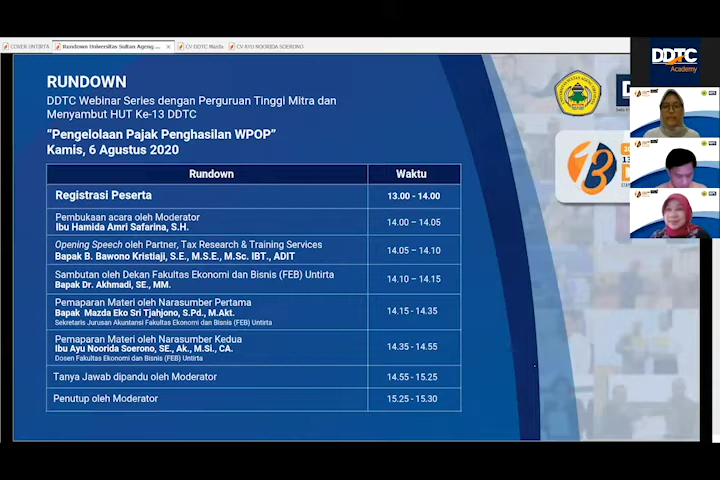 COVER UNTIRTA
Rundown Universitas Sultan Ageng ...
CV DDTC Mazda
CV AYU NOORIDA SOERONO
DDTC
Academy
RUNDOWN
DDTC Webinar Series dengan Perguruan Tinggi Mitra dan
Menyambut HUT Ke-13 DDTC
“Pengelolaan Pajak Penghasilan WPOP”
Kamis, 6 Agustus 2020
Rundown Waktu
Registrasi Peserta 13.00 - 14.00
Pembukaan acara oleh Moderator
Ibu Hamida Amri Safarina, S.H. 14.00 – 14.05
Opening Speech oleh Partner, Tax Research & Training Services
Bapak B. Bawono Kristiaji, S.E., M.S.E., M.Sc. IBT., ADIT 14.05 – 14.10
Sambutan oleh Dekan Fakultas Ekonomi dan Bisnis (FEB) Untirta
Bapak Dr. Akhmadi, SE., MM. 14.10 – 14.15
Pemaparan Materi oleh Narasumber Pertama
Bapak Mazda Eko Sri Tjahjono, S.Pd., M.Akt. 14.15 - 14.35
Sekretaris Jurusan Akuntansi Fakultas Ekonomi dan Bisnis (FEB) Untirta
Pemaparan Materi oleh Narasumber Kedua
Ibu Ayu Noorida Soerono, SE., Ak., M.Si., CA. 14.35 - 14.55
Dosen Fakultas Ekonomi dan Bisnis (FEB) Untirta
Tanya Jawab dipandu oleh Moderator 14.55 - 15.25
Penutup oleh Moderator 15.25 - 15.30
13